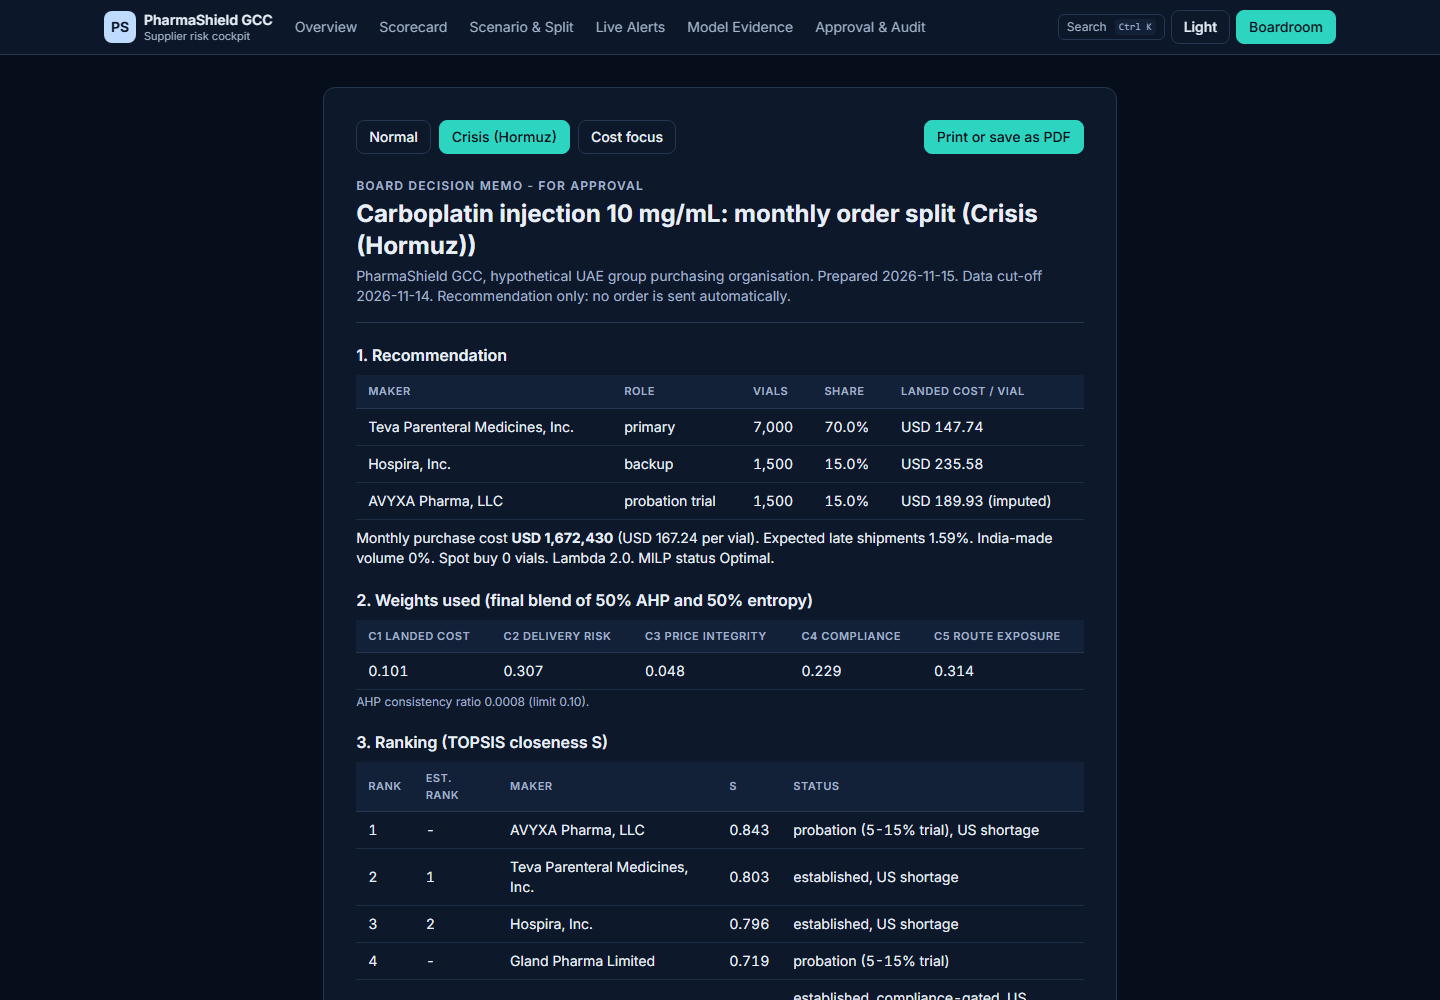 PS
PharmaShield GCC
Supplier risk cockpit
Overview
Scorecard
Scenario & Split
Live Alerts
Model Evidence
Approval & Audit
Search Ctrl K
Light
Boardroom
Normal
Crisis (Hormuz)
Cost focus
Print or save as PDF
BOARD DECISION MEMO - FOR APPROVAL
Carboplatin injection 10 mg/mL: monthly order split (Crisis
(Hormuz))
PharmaShield GCC, hypothetical UAE group purchasing organisation. Prepared 2026-11-15. Data cut-off
2026-11-14. Recommendation only: no order is sent automatically.
1. Recommendation
MAKER ROLE VIALS SHARE LANDED COST / VIAL
Teva Parenteral Medicines, Inc. primary 7,000 70.0% USD 147.74
Hospira, Inc. backup 1,500 15.0% USD 235.58
AVYXA Pharma, LLC probation trial 1,500 15.0% USD 189.93 (imputed)
Monthly purchase cost USD 1,672,430 (USD 167.24 per vial). Expected late shipments 1.59%. India-made
volume 0%. Spot buy 0 vials. Lambda 2.0. MILP status Optimal.
2. Weights used (final blend of 50% AHP and 50% entropy)
C1 LANDED COST C2 DELIVERY RISK C3 PRICE INTEGRITY C4 COMPLIANCE C5 ROUTE EXPOSURE
0.101 0.307 0.048 0.229 0.314
AHP consistency ratio 0.0008 (limit 0.10).
3. Ranking (TOPSIS closeness S)
RANK EST. RANK MAKER S STATUS
1 - AVYXA Pharma, LLC 0.843 probation (5-15% trial), US shortage
2 1 Teva Parenteral Medicines, Inc. 0.803 established, US shortage
3 2 Hospira, Inc. 0.796 established, US shortage
4 - Gland Pharma Limited 0.719 probation (5-15% trial)
established, compliance-gated, US